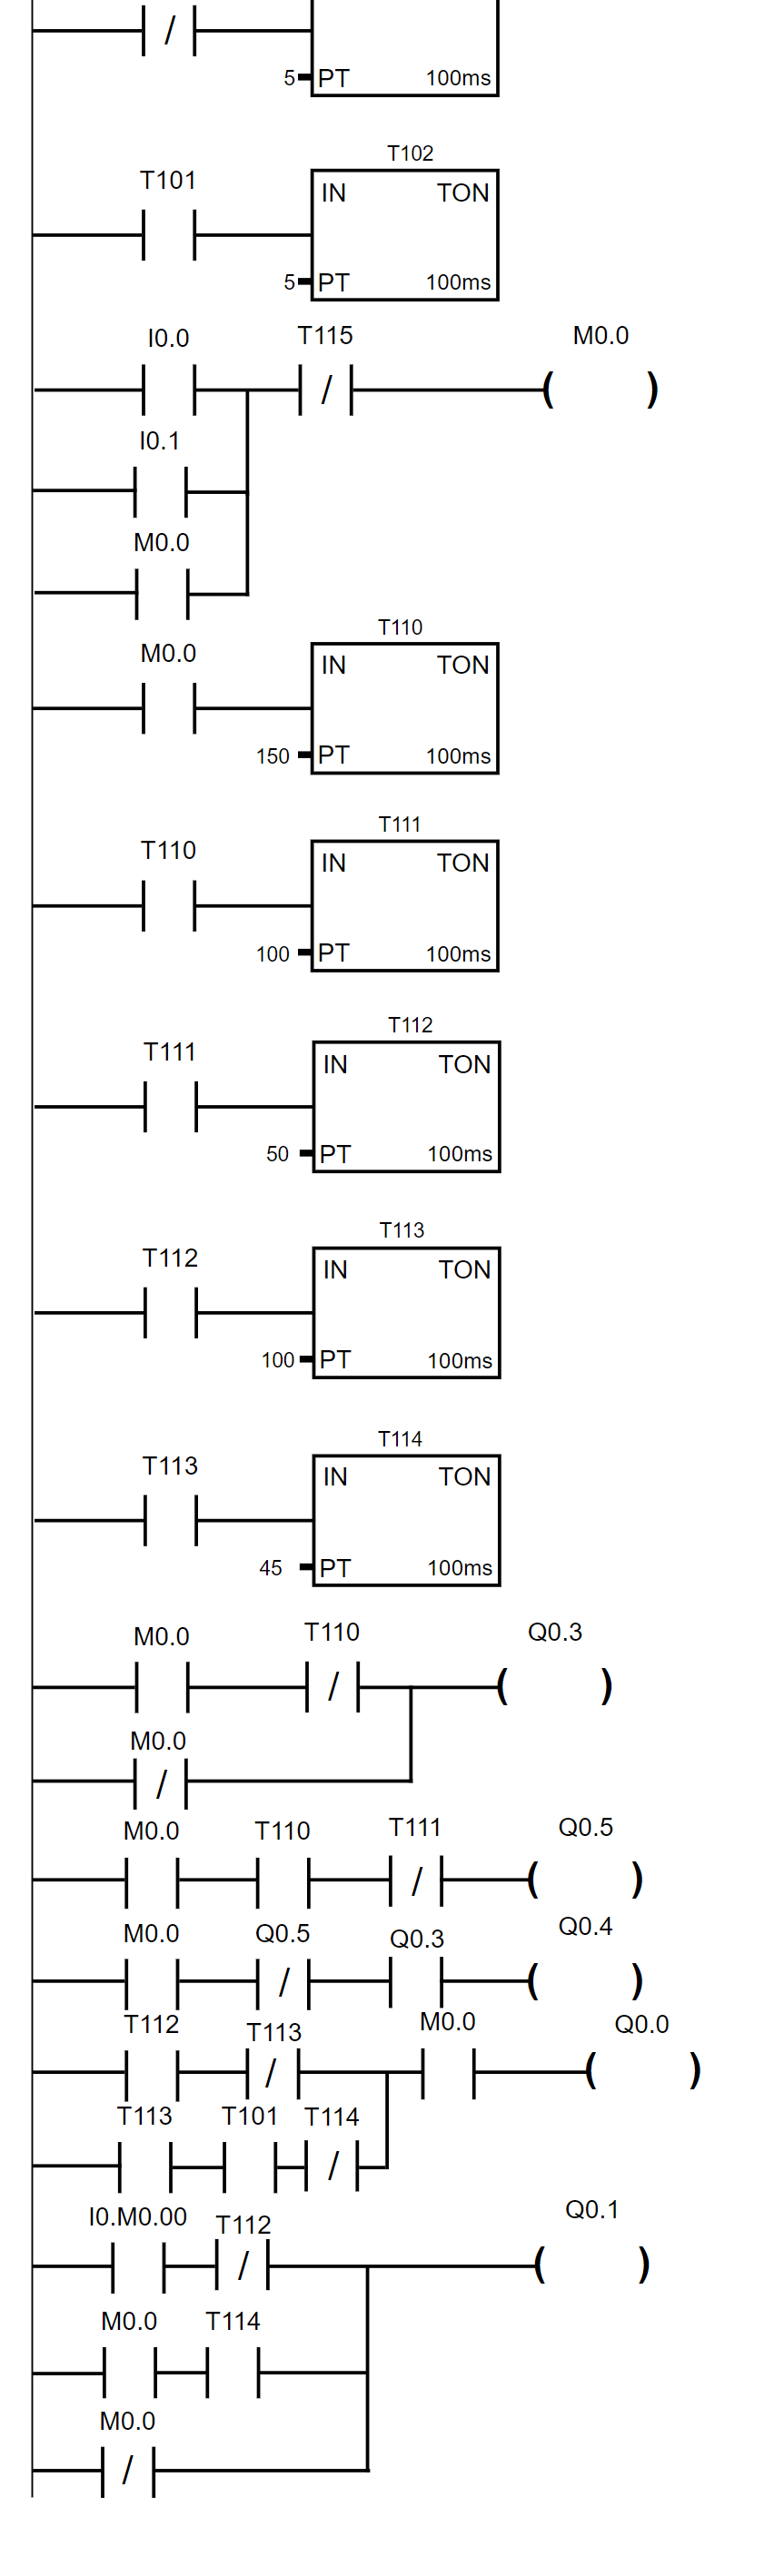 /
5 PT 100ms
T102
T101 IN TON
5 PT 100ms
I0.0 T115 M0.0
/ ( )
I0.1
M0.0
T110
M0.0 IN TON
150 PT 100ms
T111
T110 IN TON
100 PT 100ms
T112
T111 IN TON
50 PT 100ms
T113
T112 IN TON
100 PT 100ms
T114
T113 IN TON
45 PT 100ms
M0.0 T110 Q0.3
/ ( )
M0.0
/
M0.0 T110 T111 Q0.5
/ ( )
M0.0 Q0.5 Q0.3 Q0.4
/ ( )
T112 T113 M0.0 Q0.0
/ ( )
T113 T101 T114
/
I0.M0.00 T112 Q0.1
/ ( )
M0.0 T114
M0.0
/